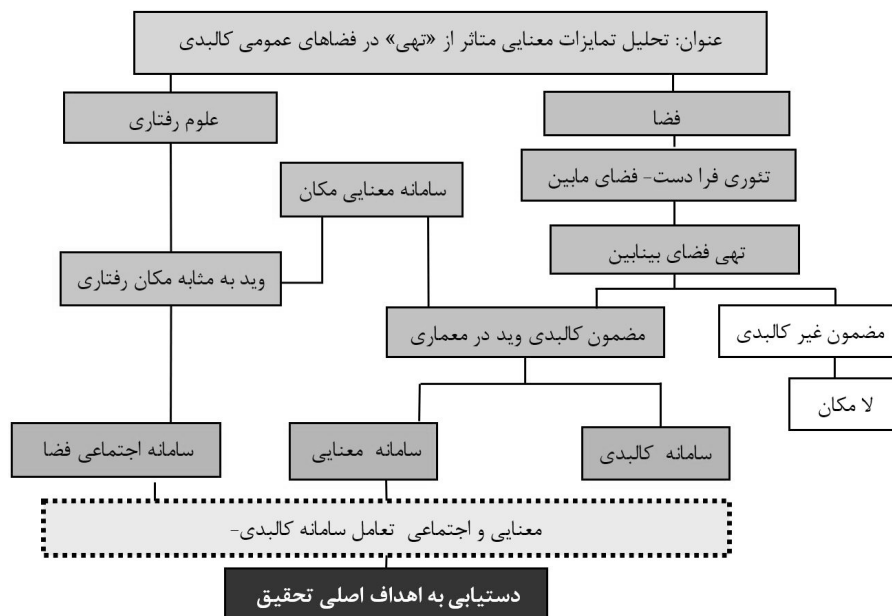 عنوان: تحلیل تمایزات معنایی متاثر از «تهی» در فضاهای عمومی کالبدی
فضا
علوم رفتاری
تئوری فرا دست- فضای مابین
سامانه معنایی مکان
تهی فضای بینابین
وید به مثابه مکان رفتاری
مضمون غیر کالبدی
مضمون کالبدی وید در معماری
لا مکان
سامانه کالبدی
سامانه معنایی
سامانه اجتماعی فضا
معنایی و اجتماعی تعامل سامانه کالبدی-
دستیابی به اهداف اصلی تحقیق